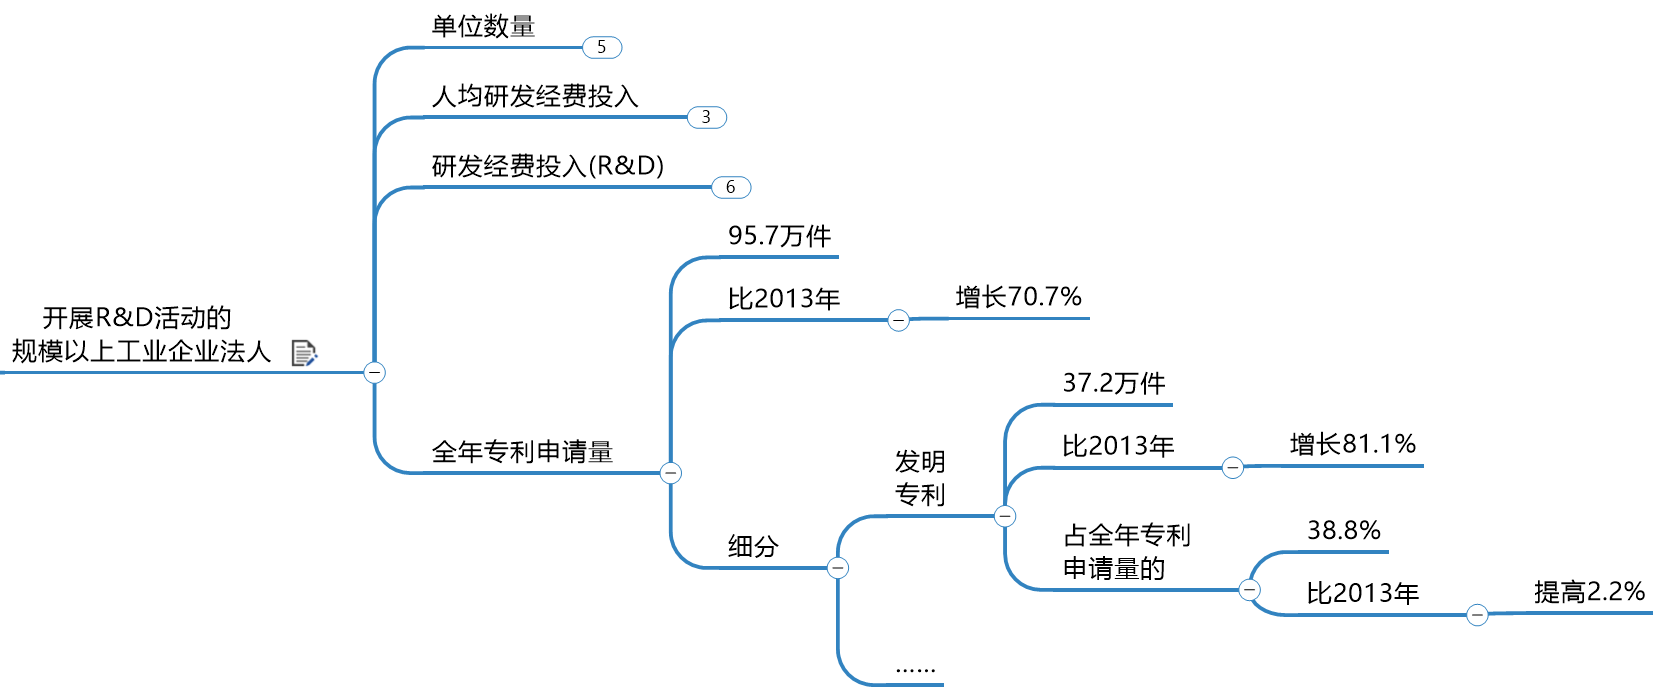 单位数量
5
人均研发经费投入
3
研发经费投入(R&D)
6
95.7万件
比2013年
增长70.7%
开展R&D活动的
规模以上工业企业法人
全年专利申请量
37.2万件
比2013年
增长81.1%
发明
专利
占全年专利
申请量的
38.8%
比2013年
提高2.2%
细分
……